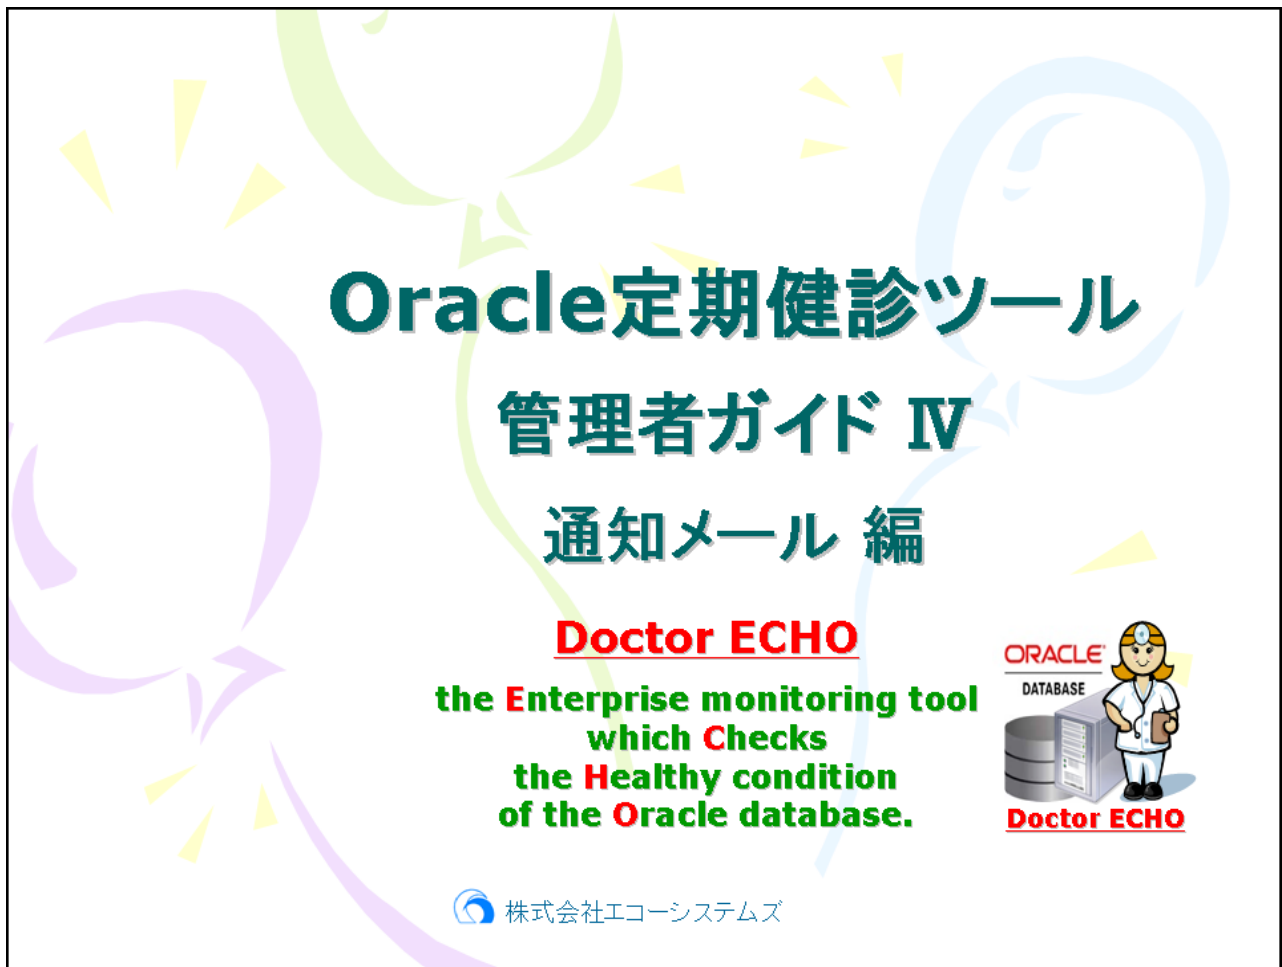 Oracle定期健診ツール
管理者ガイド Ⅳ
通知メール 編
Doctor ECHO
the Enterprise monitoring tool
which Checks
the Healthy condition
of the Oracle database.
ORACLE
DATABASE
Doctor ECHO
株式会社エコーシステムズ